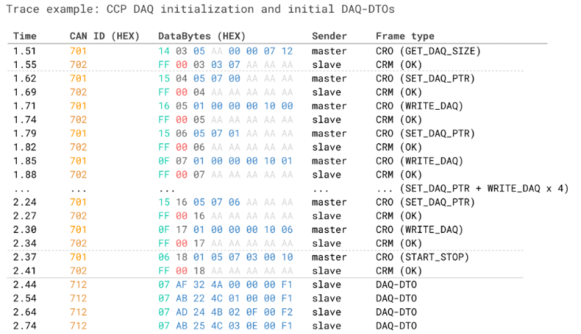 Trace example: CCP DAQ initialization and initial DAQ-DTOs
Time CAN ID (HEX) DataBytes (HEX) Sender Frame type
1.51 701 14 03 05 AA 00 00 07 12 master CRO (GET_DAQ_SIZE)
1.55 702 FF 00 03 03 07 AA AA AA slave CRM (OK)
1.62 701 15 04 05 07 00 AA AA AA master CRO (SET_DAQ_PTR)
1.69 702 FF 00 04 AA AA AA AA AA slave CRM (OK)
1.71 701 16 05 01 00 00 00 10 00 master CRO (WRITE_DAQ)
1.74 702 FF 00 05 AA AA AA AA AA slave CRM (OK)
1.79 701 15 06 05 07 01 AA AA AA master CRO (SET_DAQ_PTR)
1.82 702 FF 00 06 AA AA AA AA AA slave CRM (OK)
1.85 701 0F 07 01 00 00 00 10 01 master CRO (WRITE_DAQ)
1.88 702 FF 00 07 AA AA AA AA AA slave CRM (OK)
... ... ... ... ... (SET_DAQ_PTR + WRITE_DAQ x 4)
2.24 701 15 16 05 07 06 AA AA AA master CRO (SET_DAQ_PTR)
2.27 702 FF 00 16 AA AA AA AA AA slave CRM (OK)
2.30 701 0F 17 01 00 00 00 10 06 master CRO (WRITE_DAQ)
2.34 702 FF 00 17 AA AA AA AA AA slave CRM (OK)
2.37 701 06 18 01 05 07 03 00 10 master CRO (START_STOP)
2.41 702 FF 00 18 AA AA AA AA AA slave CRM (OK)
2.44 712 07 AF 32 4A 00 00 00 F1 slave DAQ-DTO
2.54 712 07 AB 22 4C 01 00 00 F1 slave DAQ-DTO
2.64 712 07 AD 24 4B 02 0F 00 F2 slave DAQ-DTO
2.74 712 07 AB 25 4C 03 0E 00 F1 slave DAQ-DTO